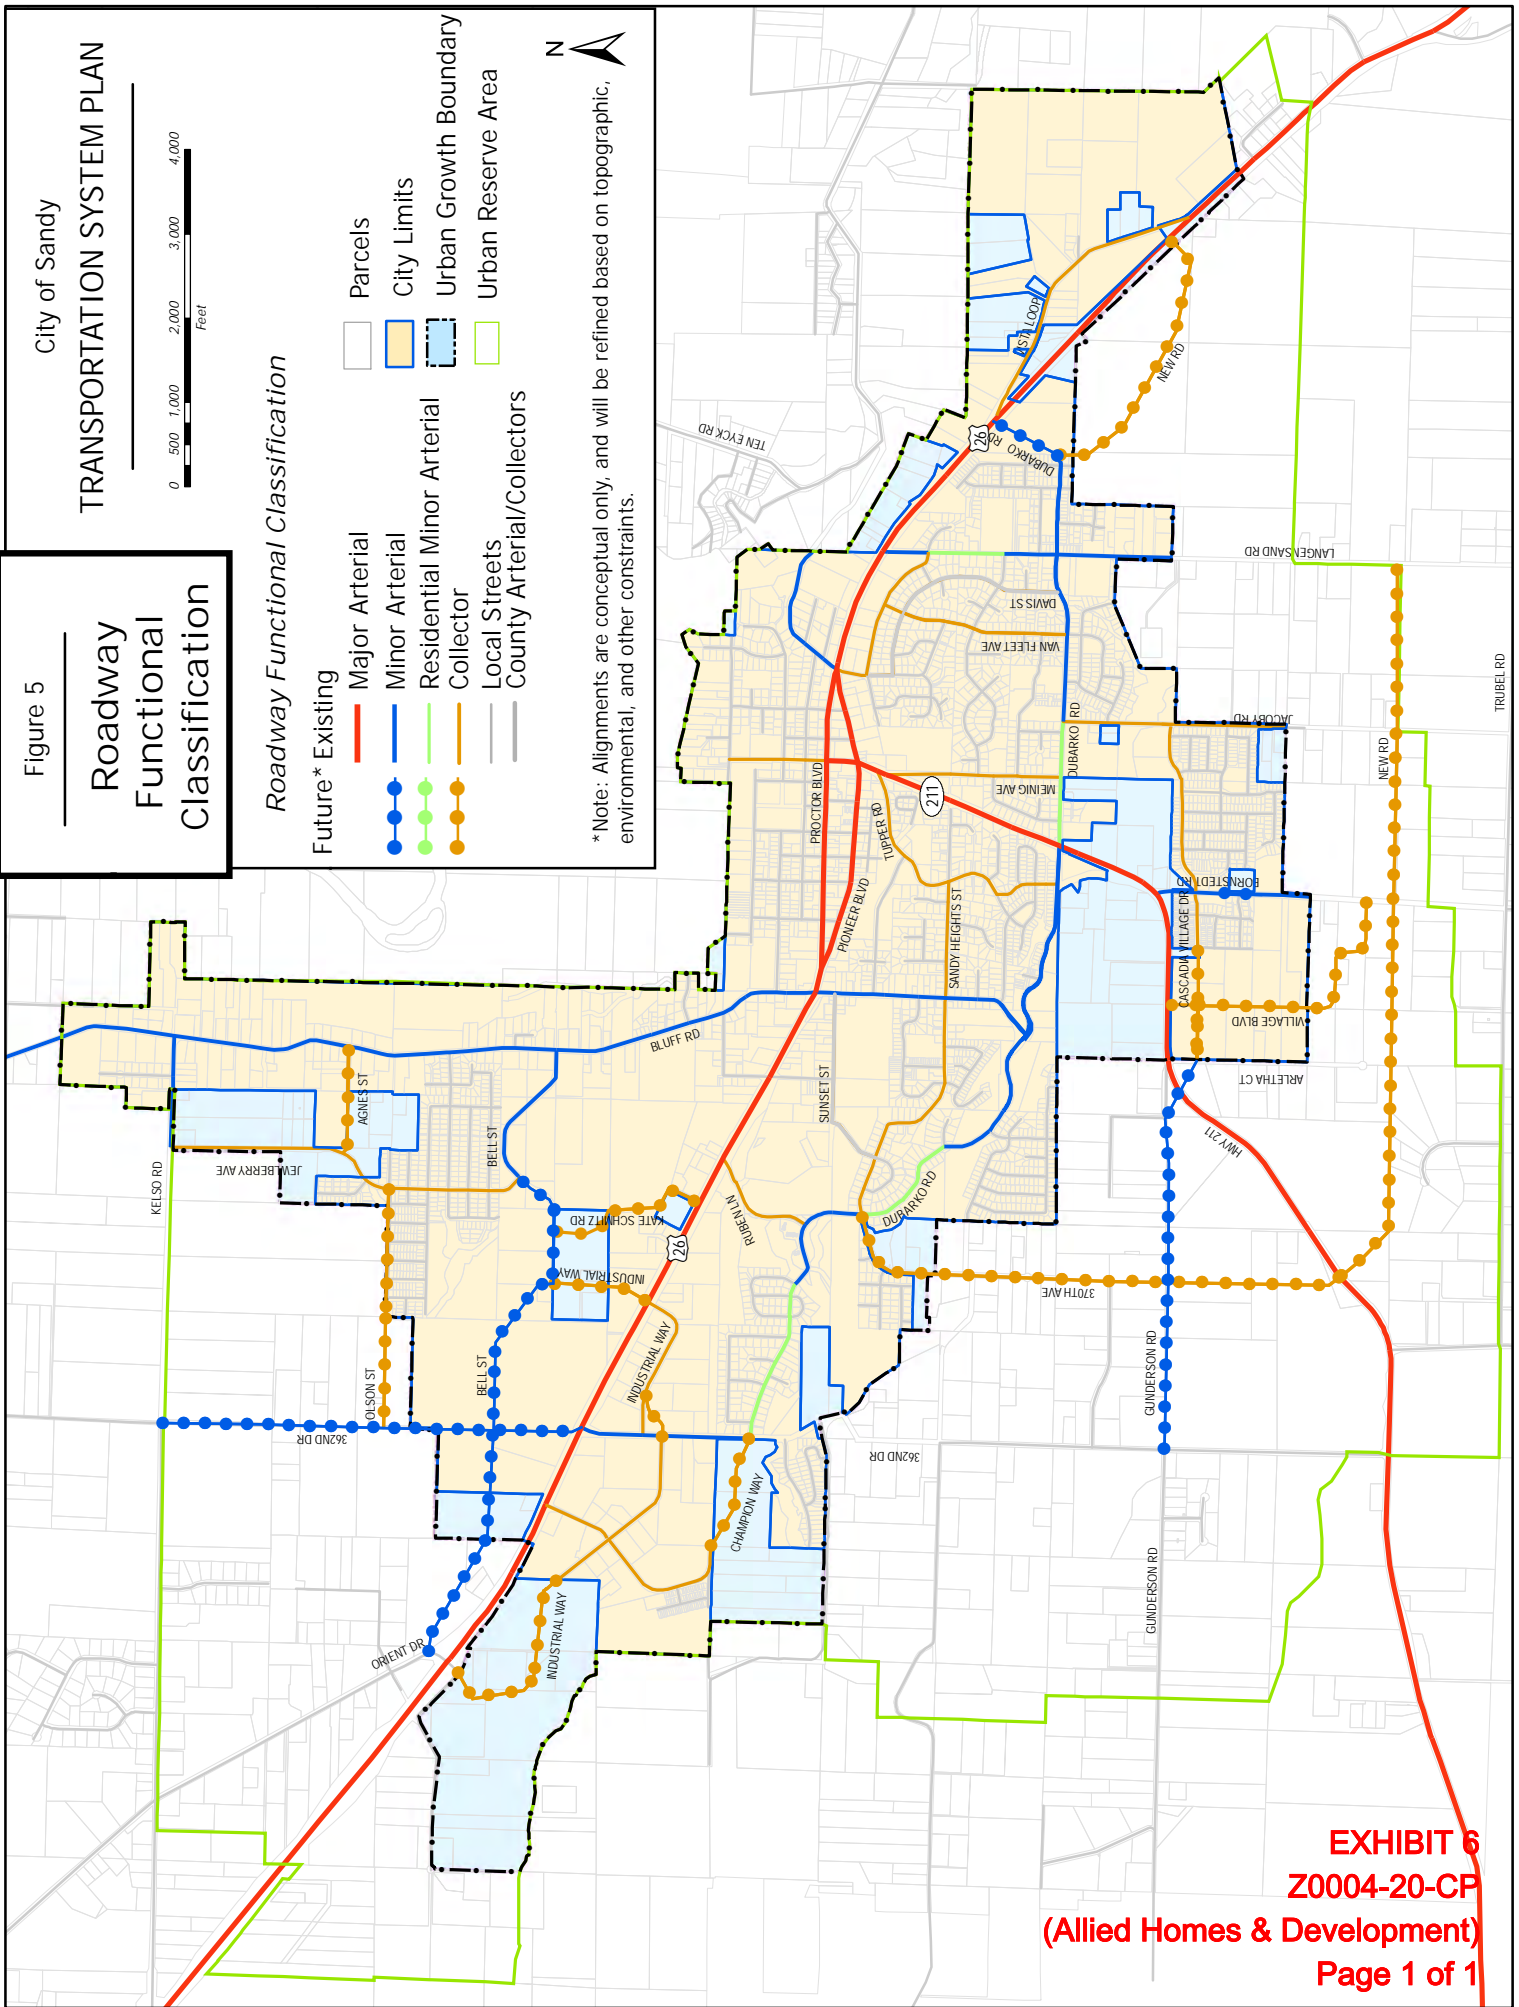 City of Sandy
TRANSPORTATION SYSTEM PLAN
0 500 1,000 2,000 3,000 4,000
Feet
Figure 5
Roadway
Functional
Classification
Roadway Functional Classification
Future* Existing
Major Arterial
Minor Arterial
Residential Minor Arterial
Collector
Local Streets
County Arterial/Collectors
Parcels
City Limits
Urban Growth Boundary
Urban Reserve Area
N
*Note: Alignments are conceptual only, and will be refined based on topographic,
environmental, and other constraints.
TEN EYCK RD
VISTA LOOP
NEW RD
26
DUBARKO RD
LANGENSAND RD
DAVIS ST
VAN FLEET AVE
TRUBEL RD
JACOBY RD
NEW RD
DUBARKO RD
MEINIG AVE
211
PROCTOR BLVD
TUPPER RD
PIONEER BLVD
SANDY HEIGHTS ST
BORNSTEDT RD
CASCADIA VILLAGE DR
VILLAGE BLVD
ARLETHA CT
BLUFF RD
SUNSET ST
AGNES ST
BELL ST
JEWELBERRY AVE
KELSO RD
HWY 211
DUBARKO RD
RUBEN LN
KATE SCHMITZ RD
26
INDUSTRIAL WAY
370TH AVE
INDUSTRIAL WAY
BELL ST
OLSON ST
362ND DR
GUNDERSON RD
362ND DR
CHAMPION WAY
GUNDERSON RD
INDUSTRIAL WAY
ORIENT DR
EXHIBIT 6
Z0004-20-CP
(Allied Homes & Development)
Page 1 of 1